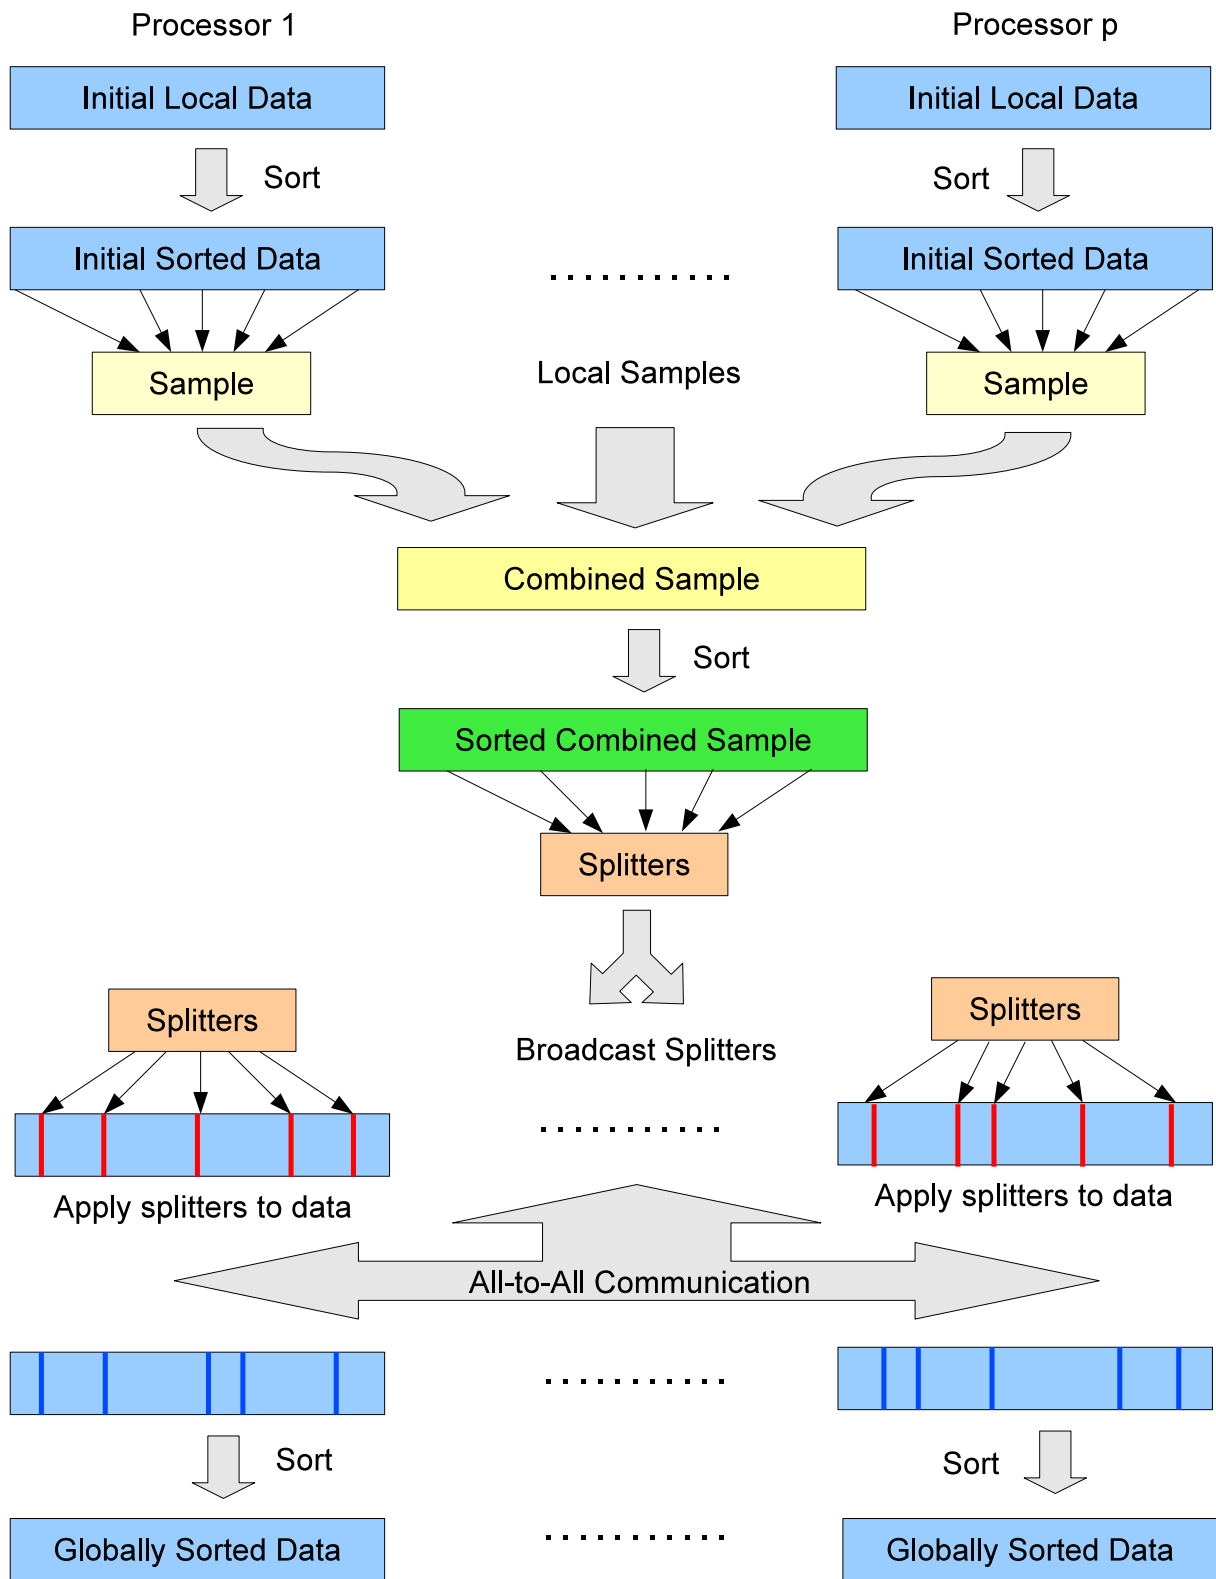 Processor 1
Processor p
Initial Local Data
Initial Local Data
Sort
Sort
Initial Sorted Data
Initial Sorted Data
Sample
Local Samples
Sample
Combined Sample
Sort
Sorted Combined Sample
Splitters
Splitters
Broadcast Splitters
Splitters
Apply splitters to data
Apply splitters to data
All-to-All Communication
Sort
Sort
Globally Sorted Data
Globally Sorted Data